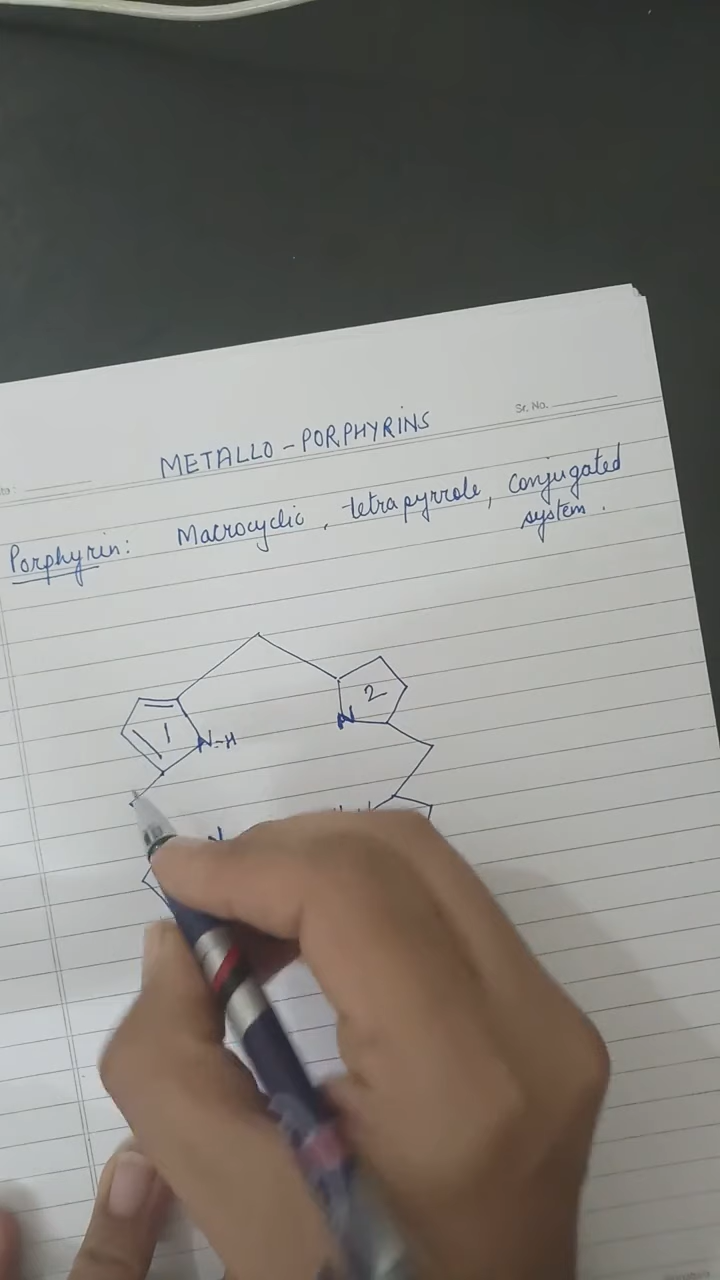 Sr. No.
METALLO-PORPHYRINS
Porphyrin: Macrocyclic, tetrapyrrole, conjugated
system.
1
2
N-H
N
N